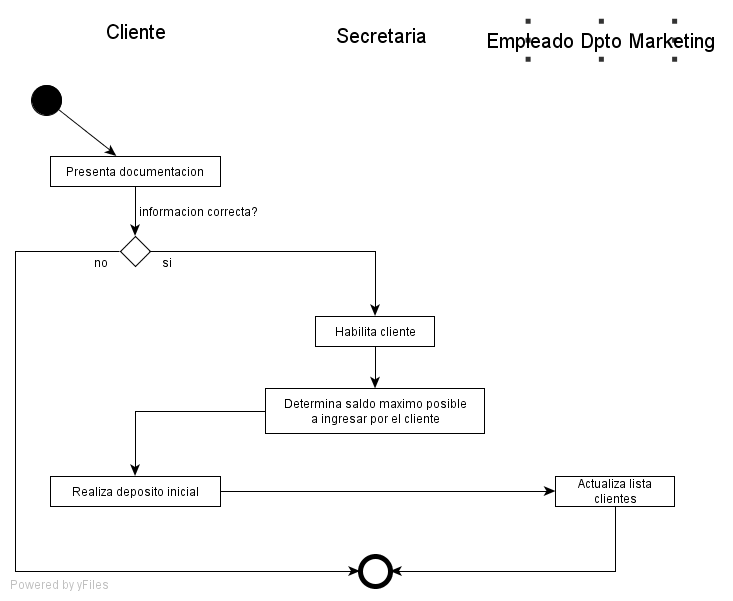 Cliente
Secretaria
Empleado Dpto Marketing
Presenta documentacion
informacion correcta?
no
si
Habilita cliente
Determina saldo maximo posible
a ingresar por el cliente
Realiza deposito inicial
Actualiza lista
clientes
Powered by yFiles